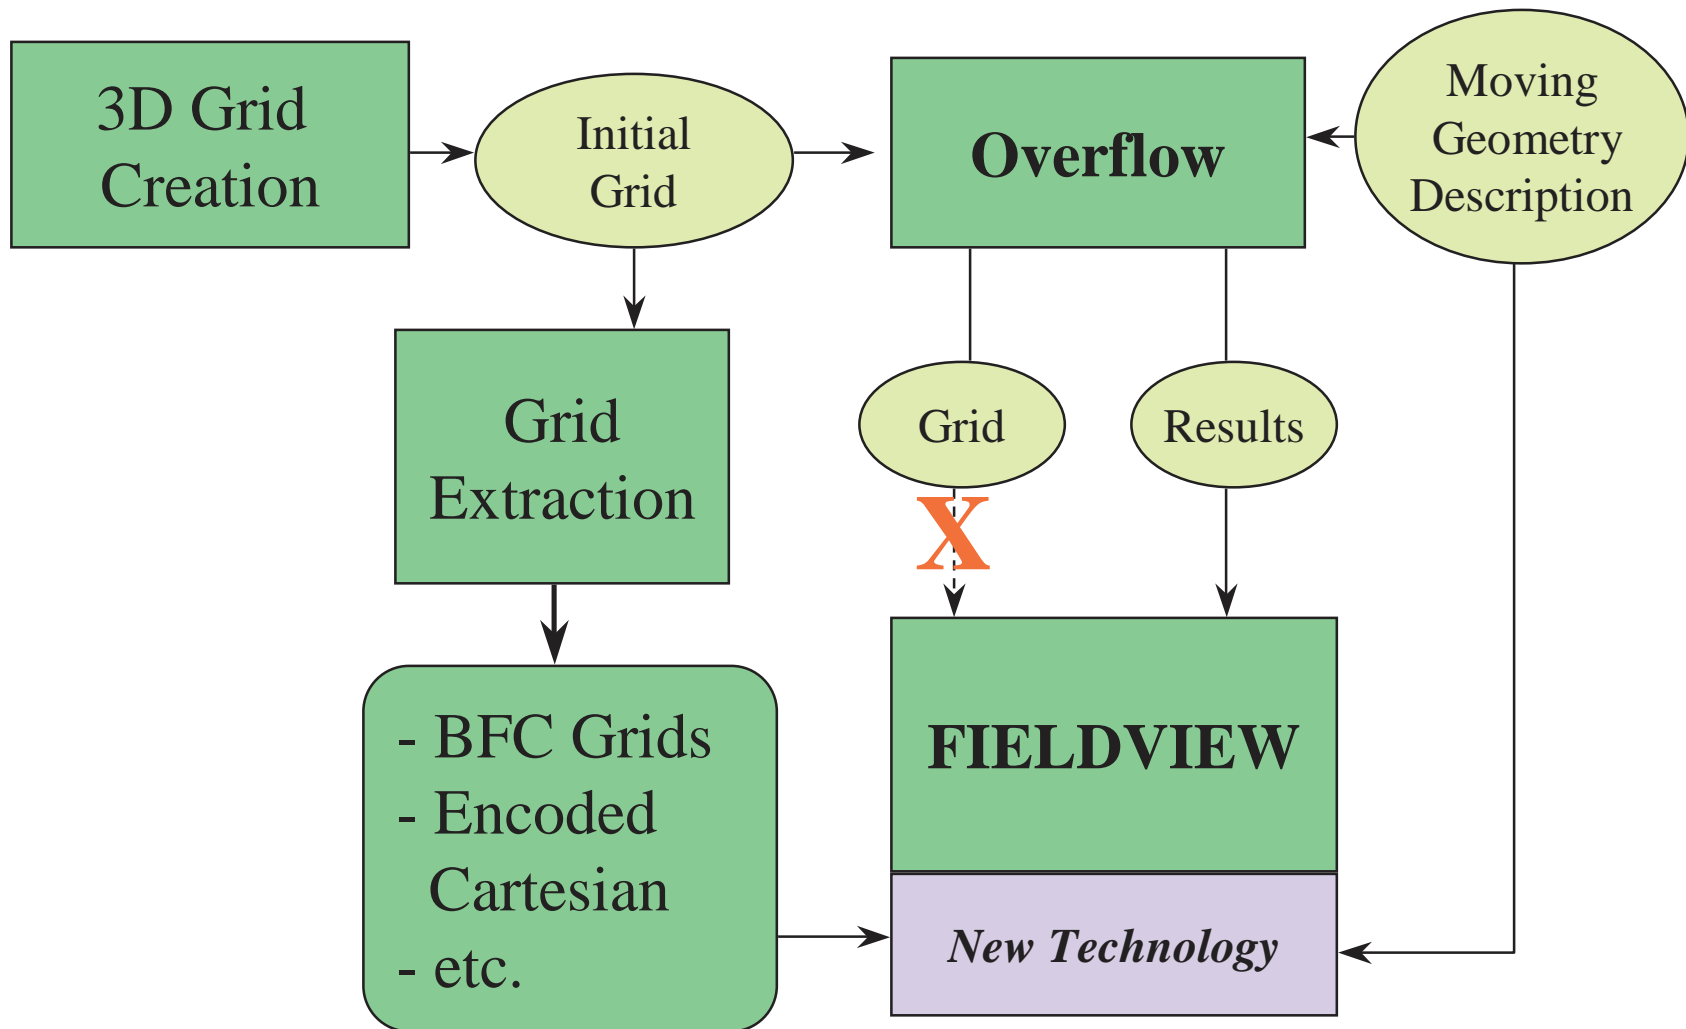 3D Grid
Creation
Initial
Grid
Overflow
Moving
Geometry
Description
Grid
Extraction
Grid
Results
X
- BFC Grids
- Encoded
Cartesian
- etc.
FIELDVIEW
New Technology